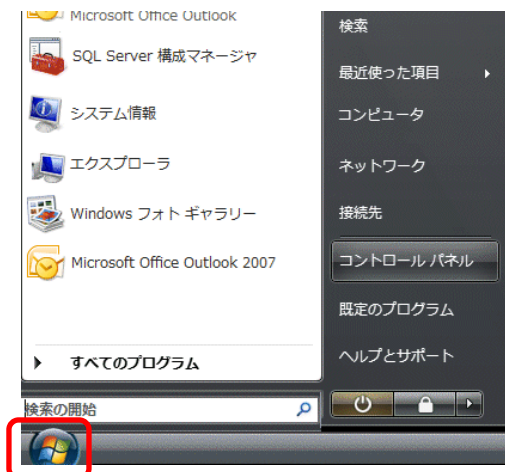 Microsoft Office Outlook
SQL Server 構成マネージャ
システム情報
エクスプローラ
Windows フォト ギャラリー
Microsoft Office Outlook 2007
すべてのプログラム
検索の開始
検索
最近使った項目
コンピュータ
ネットワーク
接続先
コントロール パネル
既定のプログラム
ヘルプとサポート